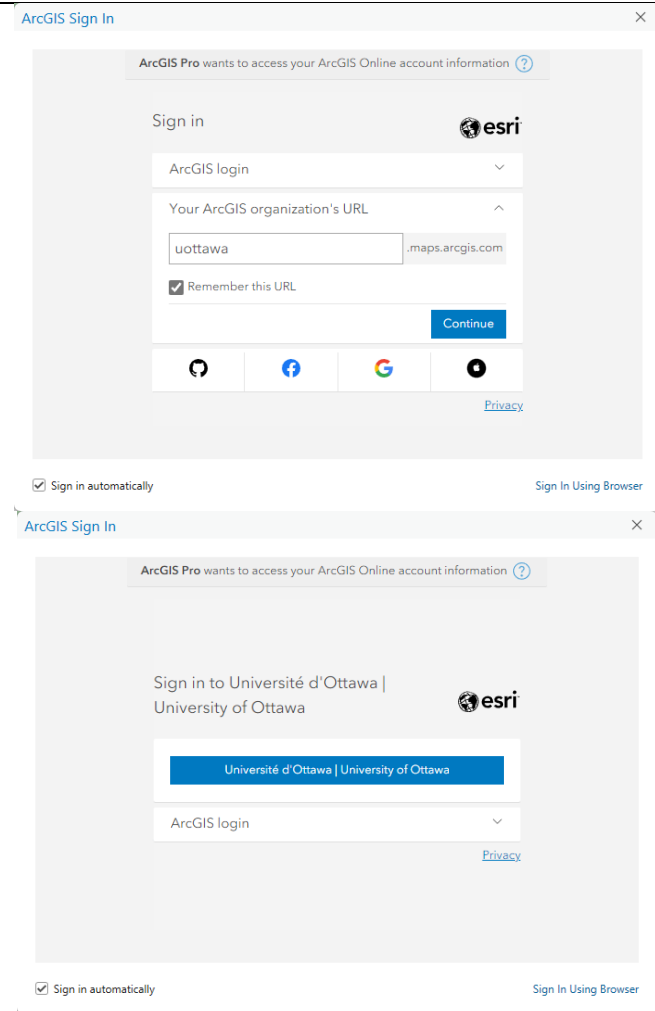 ArcGIS Sign In
ArcGIS Pro wants to access your ArcGIS Online account information ?
Sign in
esri
ArcGIS login
Your ArcGIS organization's URL
uottawa .maps.arcgis.com
Remember this URL
Continue
Privacy
Sign in automatically Sign In Using Browser
ArcGIS Sign In
ArcGIS Pro wants to access your ArcGIS Online account information ?
Sign in to Université d'Ottawa |
University of Ottawa
esri
Université d'Ottawa | University of Ottawa
ArcGIS login
Privacy
Sign in automatically Sign In Using Browser